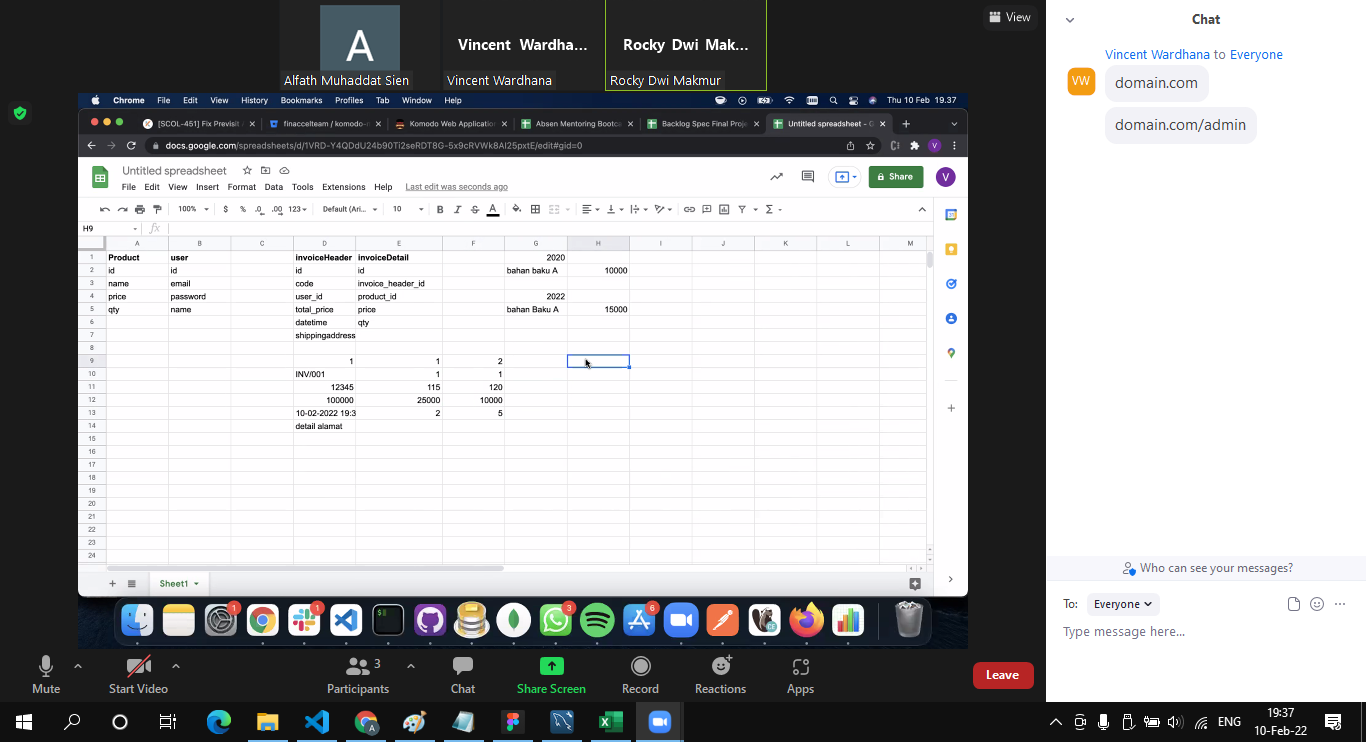 A
Alfath Muhaddat Sien
Vincent Wardha...
Vincent Wardhana
Rocky Dwi Mak...
Rocky Dwi Makmur
View
Chrome File Edit View History Bookmarks Profiles Tab Window Help
Thu 10 Feb 19.37
[SCOL-451] Fix Previsit
finaccelteam / komodo-
Komodo Web Application
Absen Mentoring Bootc
Backlog Spec Final Proj
Untitled spreadsheet - G
docs.google.com/spreadsheets/d/1VRD-Y4QDdU24b90Ti2seRDT8G-5x9cRVWk8AI25pxtE/edit#gid=0
Untitled spreadsheet
File Edit View Insert Format Data Tools Extensions Help Last edit was seconds ago
Share
V
100% $ % .0 .00 123 Default (Ari... 10 B I S A
H9 fx
A B C D E F G H I J K L M
1 Product user invoiceHeader invoiceDetail 2020
2 id id id id bahan baku A 10000
3 name email code invoice_header_id
4 price password user_id product_id 2022
5 qty name total_price price bahan Baku A 15000
6 datetime qty
7 shippingaddress
8
9 1 1 2
10 INV/001 1 1
11 12345 115 120
12 100000 25000 10000
13 10-02-2022 19:3 2 5
14 detail alamat
15
16
17
18
19
20
21
22
23
24
Sheet1
1
1
3
6
Mute
Start Video
3
Participants
Chat
Share Screen
Record
Reactions
Apps
Leave
Chat
Vincent Wardhana to Everyone
VW
domain.com
domain.com/admin
Who can see your messages?
To: Everyone
Type message here...
ENG
19:37
10-Feb-22